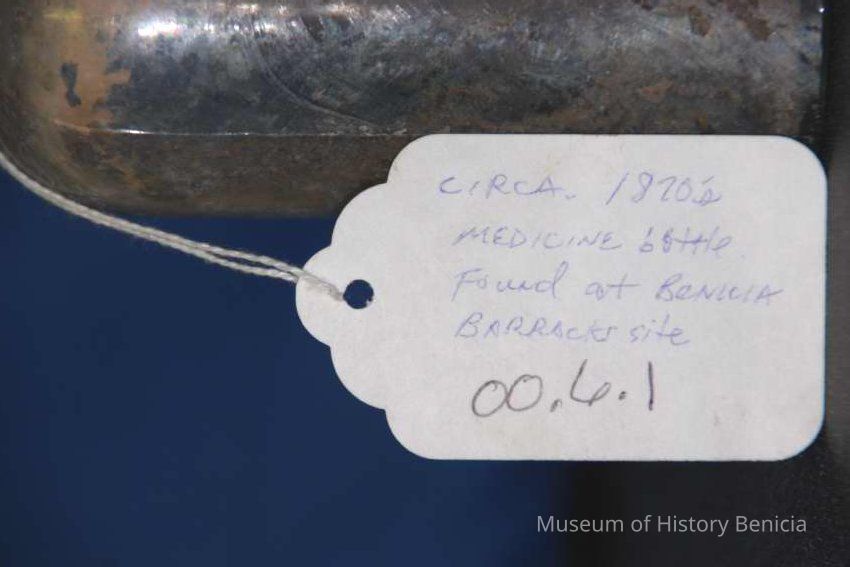 CIRCA. 1870's
MEDICINE bottle.
Found at BENICIA
BARRACKS site
00.6.1
Museum of History Benicia